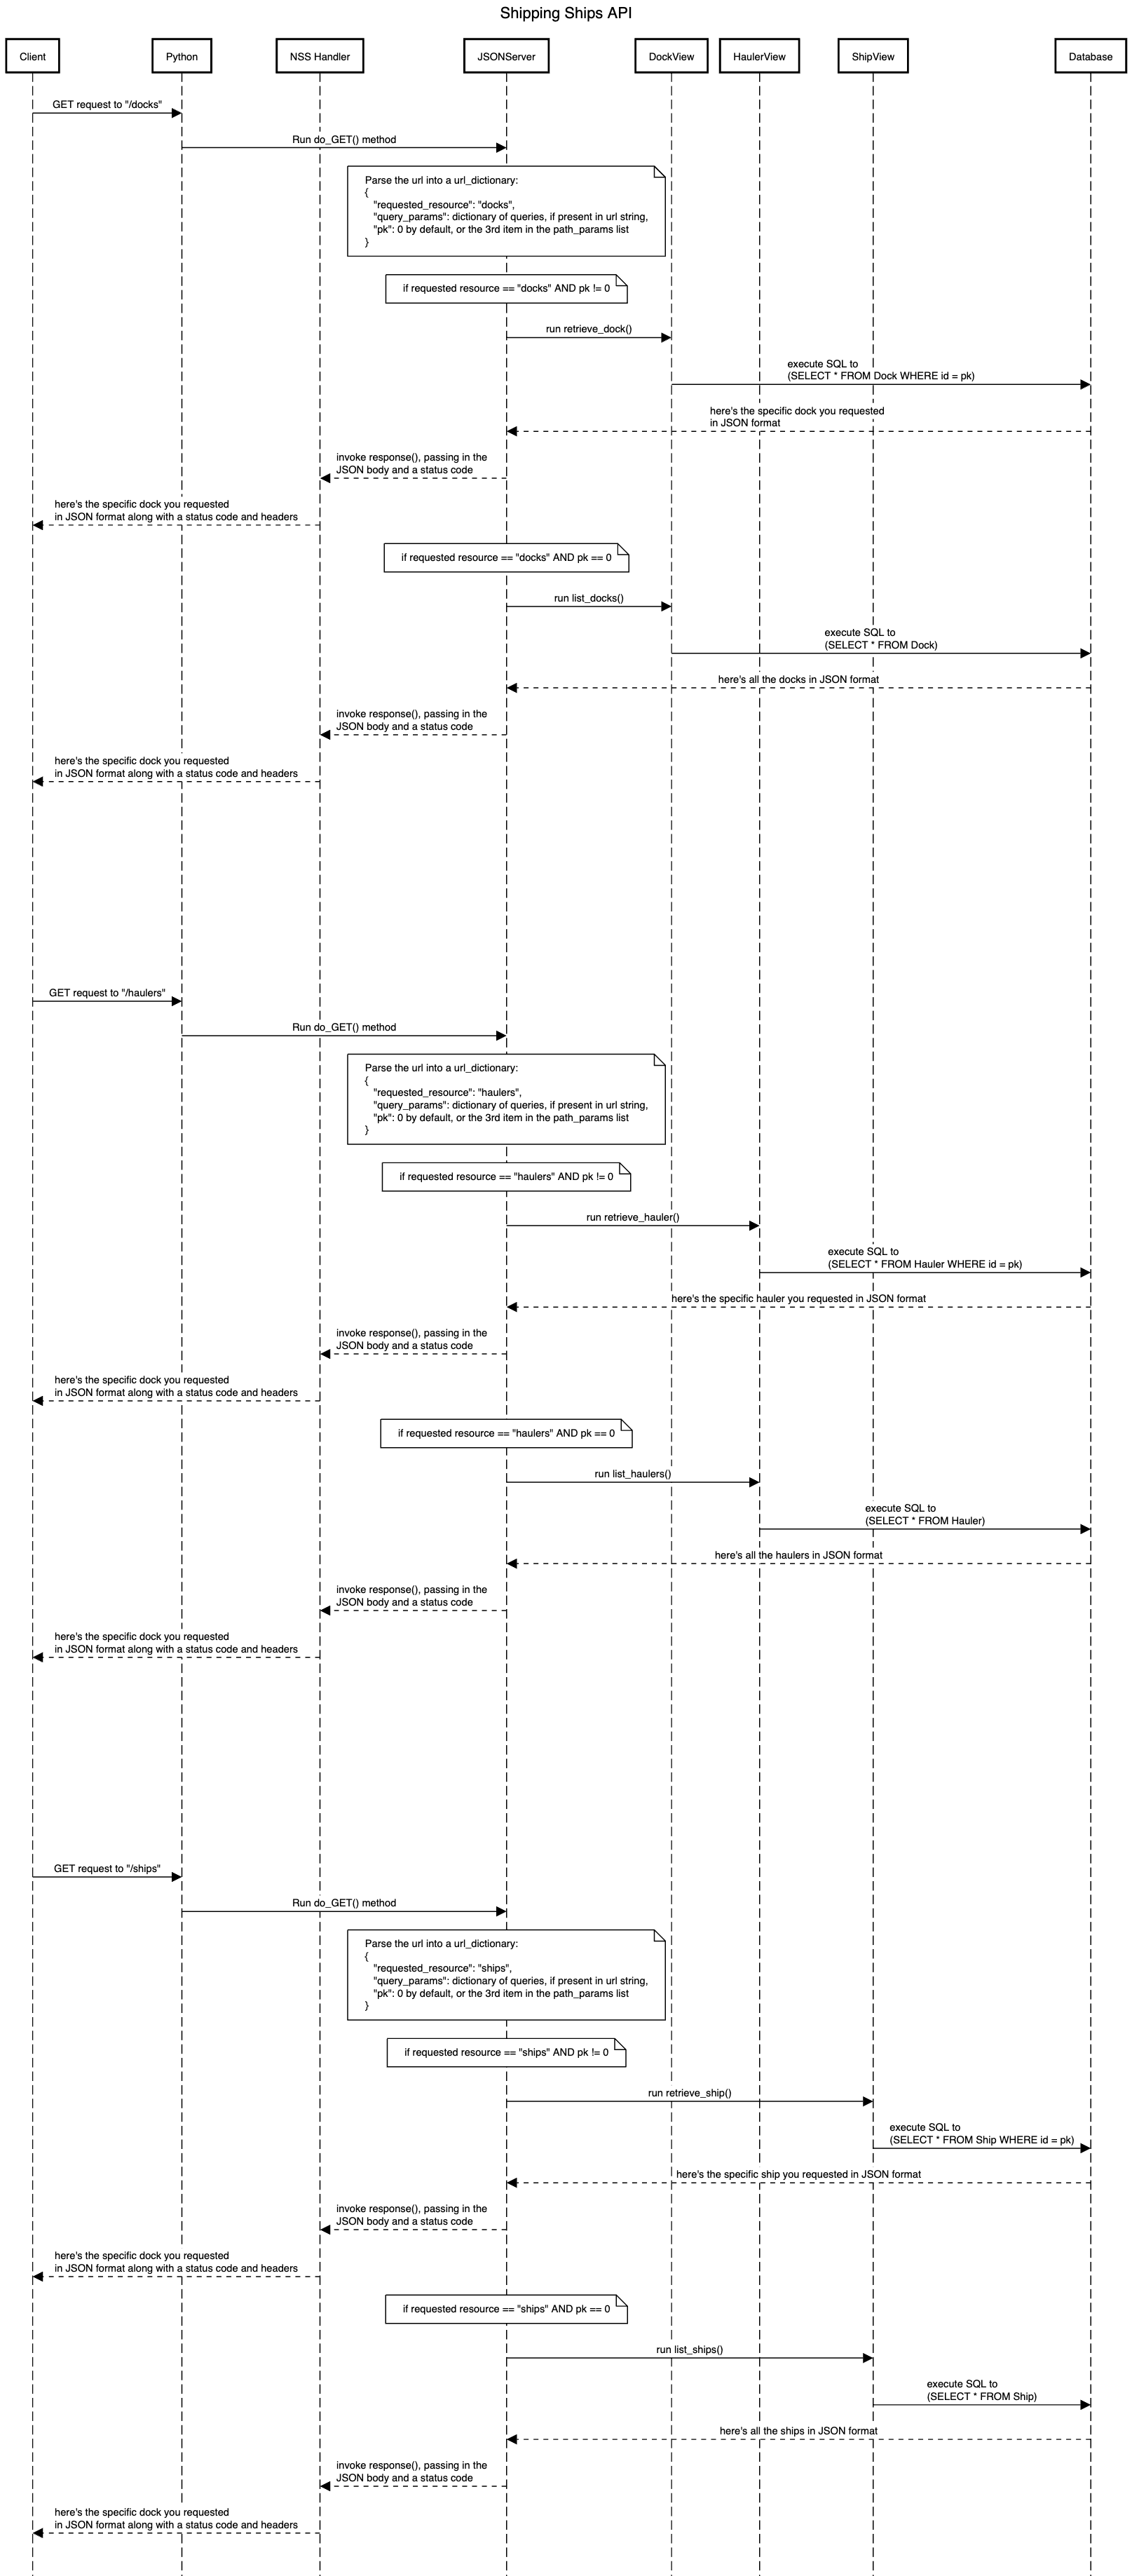 Shipping Ships API
Client
Python
NSS Handler
JSONServer
DockView
HaulerView
ShipView
Database
GET request to "/docks"
Run do_GET() method
Parse the url into a url_dictionary:
{
"requested_resource": "docks",
"query_params": dictionary of queries, if present in url string,
"pk": 0 by default, or the 3rd item in the path_params list
}
if requested resource == "docks" AND pk != 0
run retrieve_dock()
execute SQL to
(SELECT * FROM Dock WHERE id = pk)
here's the specific dock you requested
in JSON format
invoke response(), passing in the
JSON body and a status code
here's the specific dock you requested
in JSON format along with a status code and headers
if requested resource == "docks" AND pk == 0
run list_docks()
execute SQL to
(SELECT * FROM Dock)
here's all the docks in JSON format
invoke response(), passing in the
JSON body and a status code
here's the specific dock you requested
in JSON format along with a status code and headers
GET request to "/haulers"
Run do_GET() method
Parse the url into a url_dictionary:
{
"requested_resource": "haulers",
"query_params": dictionary of queries, if present in url string,
"pk": 0 by default, or the 3rd item in the path_params list
}
if requested resource == "haulers" AND pk != 0
run retrieve_hauler()
execute SQL to
(SELECT * FROM Hauler WHERE id = pk)
here's the specific hauler you requested in JSON format
invoke response(), passing in the
JSON body and a status code
here's the specific dock you requested
in JSON format along with a status code and headers
if requested resource == "haulers" AND pk == 0
run list_haulers()
execute SQL to
(SELECT * FROM Hauler)
here's all the haulers in JSON format
invoke response(), passing in the
JSON body and a status code
here's the specific dock you requested
in JSON format along with a status code and headers
GET request to "/ships"
Run do_GET() method
Parse the url into a url_dictionary:
{
"requested_resource": "ships",
"query_params": dictionary of queries, if present in url string,
"pk": 0 by default, or the 3rd item in the path_params list
}
if requested resource == "ships" AND pk != 0
run retrieve_ship()
execute SQL to
(SELECT * FROM Ship WHERE id = pk)
here's the specific ship you requested in JSON format
invoke response(), passing in the
JSON body and a status code
here's the specific dock you requested
in JSON format along with a status code and headers
if requested resource == "ships" AND pk == 0
run list_ships()
execute SQL to
(SELECT * FROM Ship)
here's all the ships in JSON format
invoke response(), passing in the
JSON body and a status code
here's the specific dock you requested
in JSON format along with a status code and headers